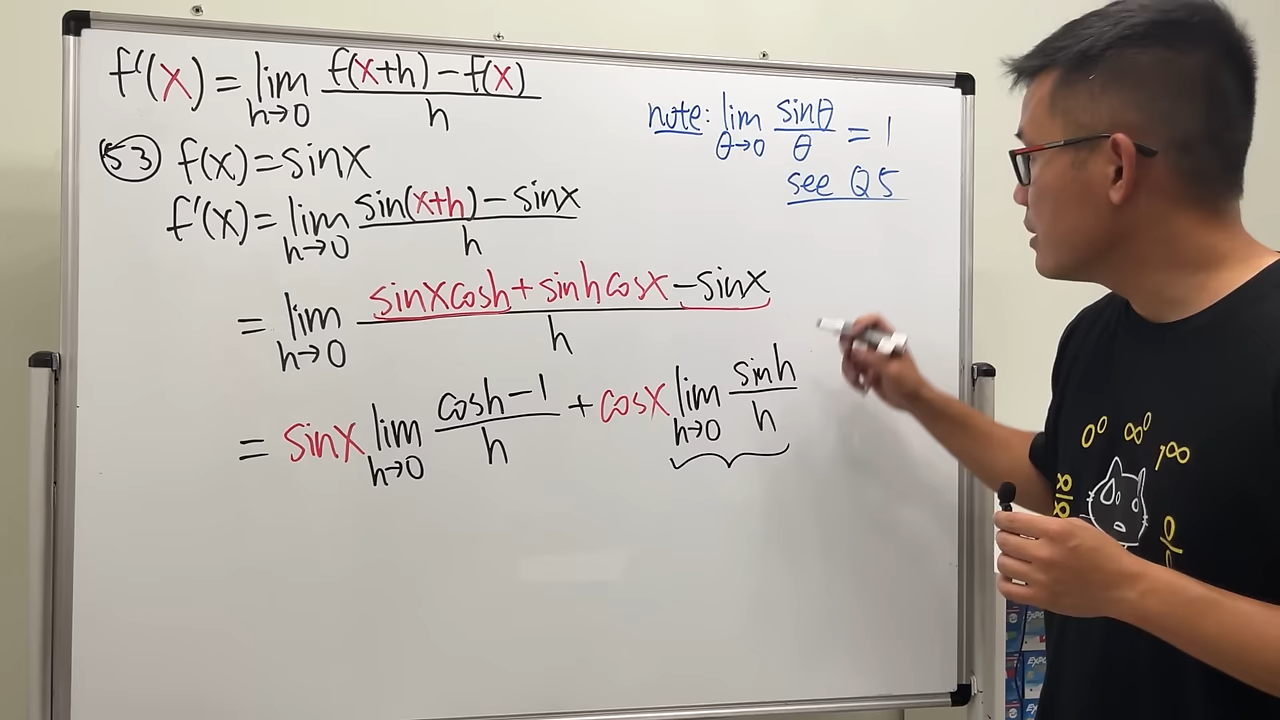 f'(x) = lim h→0 f(x+h) - f(x) / h
note: lim θ→0 sinθ / θ = 1
see Q5
53 f(x) = sinx
f'(x) = lim h→0 sin(x+h) - sinx / h
= lim h→0 sinxcosh + sinhcosx - sinx / h
= sinx lim h→0 cosh - 1 / h + cosx lim h→0 sinh / h
0⁰ ∞⁰ 1^∞
EXPO